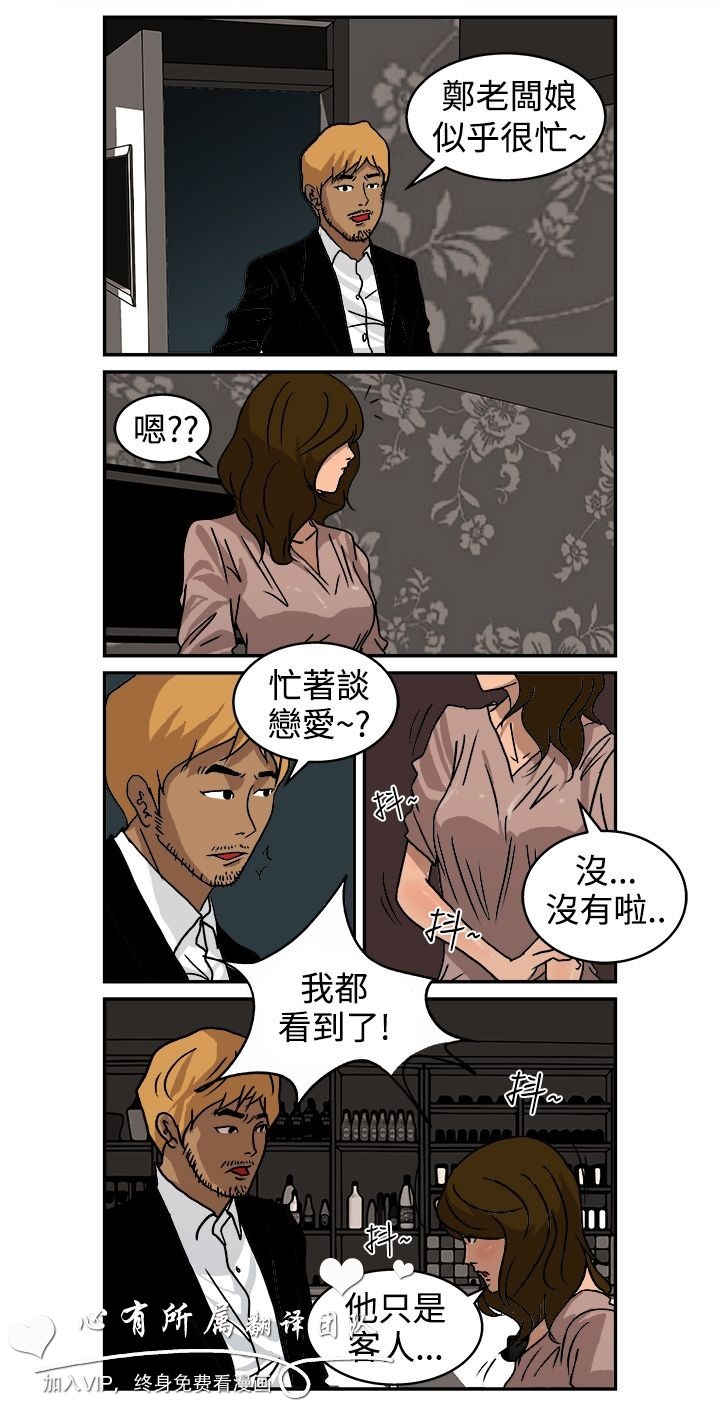 鄭老闆娘
似乎很忙~
嗯??
忙著談
戀愛~?
抖~
抖~
沒...
沒有啦..
我都
看到了!
抖~
抖~
他只是
客人...
心有所属翻译团队
加入VIP，终身免费看漫画